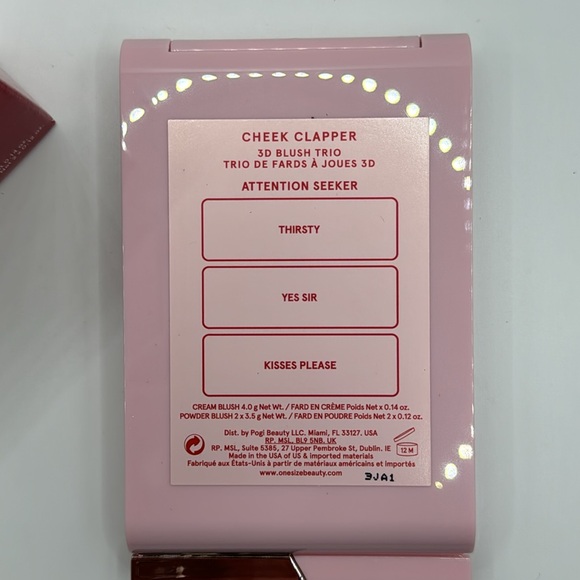 CHEEK CLAPPER
3D BLUSH TRIO
TRIO DE FARDS À JOUES 3D
ATTENTION SEEKER
THIRSTY
YES SIR
KISSES PLEASE
CREAM BLUSH 4.0 g Net Wt. / FARD EN CRÈME Poids Net x 0.14 oz.
POWDER BLUSH 2 x 3.5 g Net Wt. / FARD EN POUDRE Poids Net 2 x 0.12 oz.
Dist. by Pogi Beauty LLC. Miami, FL 33127. USA
RP. MSL, BL9 5NB, UK
RP. MSL, Suite 5385, 27 Upper Pembroke St, Dublin. IE
12 M
Made in the USA of US & imported materials
Fabriqué aux États-Unis à partir de matériaux américains et importés
www.onesizebeauty.com
3JA1